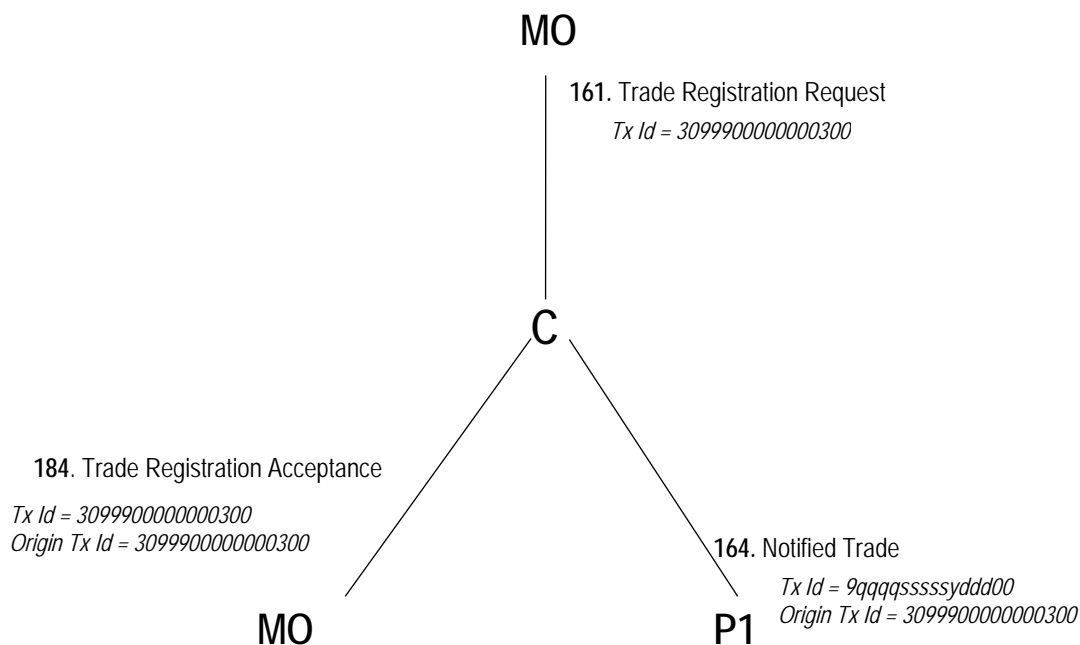 MO
161. Trade Registration Request
Tx Id = 3099900000000300
C
184. Trade Registration Acceptance
Tx Id = 3099900000000300
Origin Tx Id = 3099900000000300
164. Notified Trade
Tx Id = 9qqqqsssssyddd00
Origin Tx Id = 3099900000000300
MO
P1